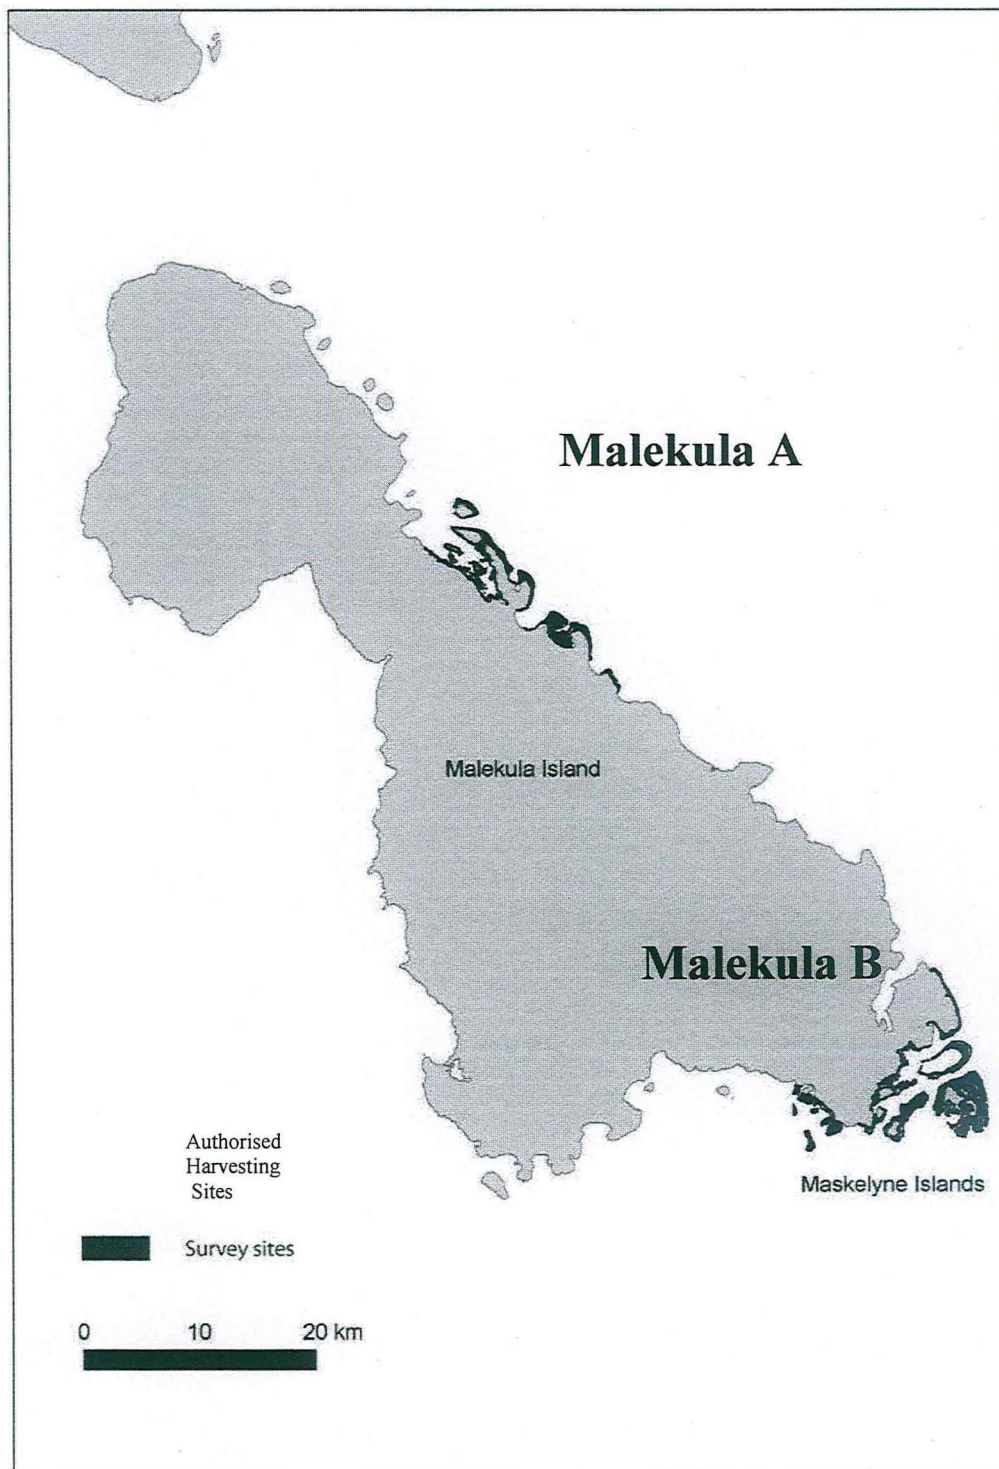 Malekula A
Malekula Island
Malekula B
Maskelyne Islands
Authorised
Harvesting
Sites
Survey sites
0 10 20 km